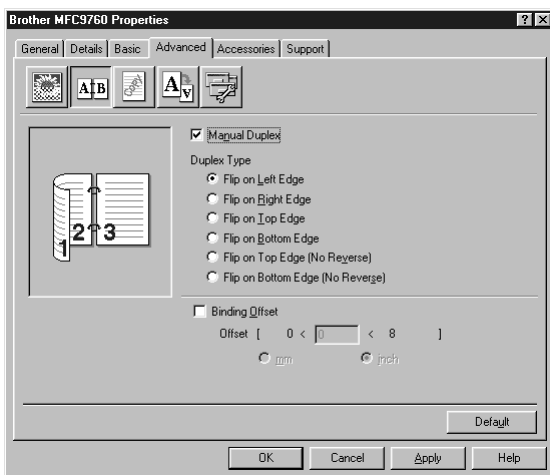 Brother MFC9760 Properties
General Details Basic Advanced Accessories Support
A B Copy A A
Manual Duplex
Duplex Type
Flip on Left Edge
Flip on Right Edge
Flip on Top Edge
Flip on Bottom Edge
Flip on Top Edge (No Reverse)
Flip on Bottom Edge (No Reverse)
1 2 3
Binding Offset
Offset [ 0 < 0 < 8 ]
mm inch
Default
OK Cancel Apply Help